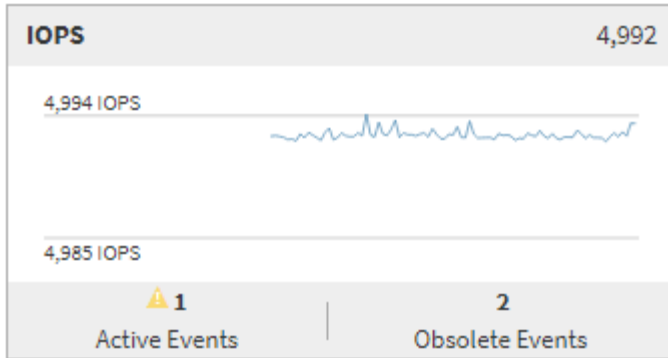 IOPS 4,992
4,994 IOPS
4,985 IOPS
1 2
Active Events Obsolete Events